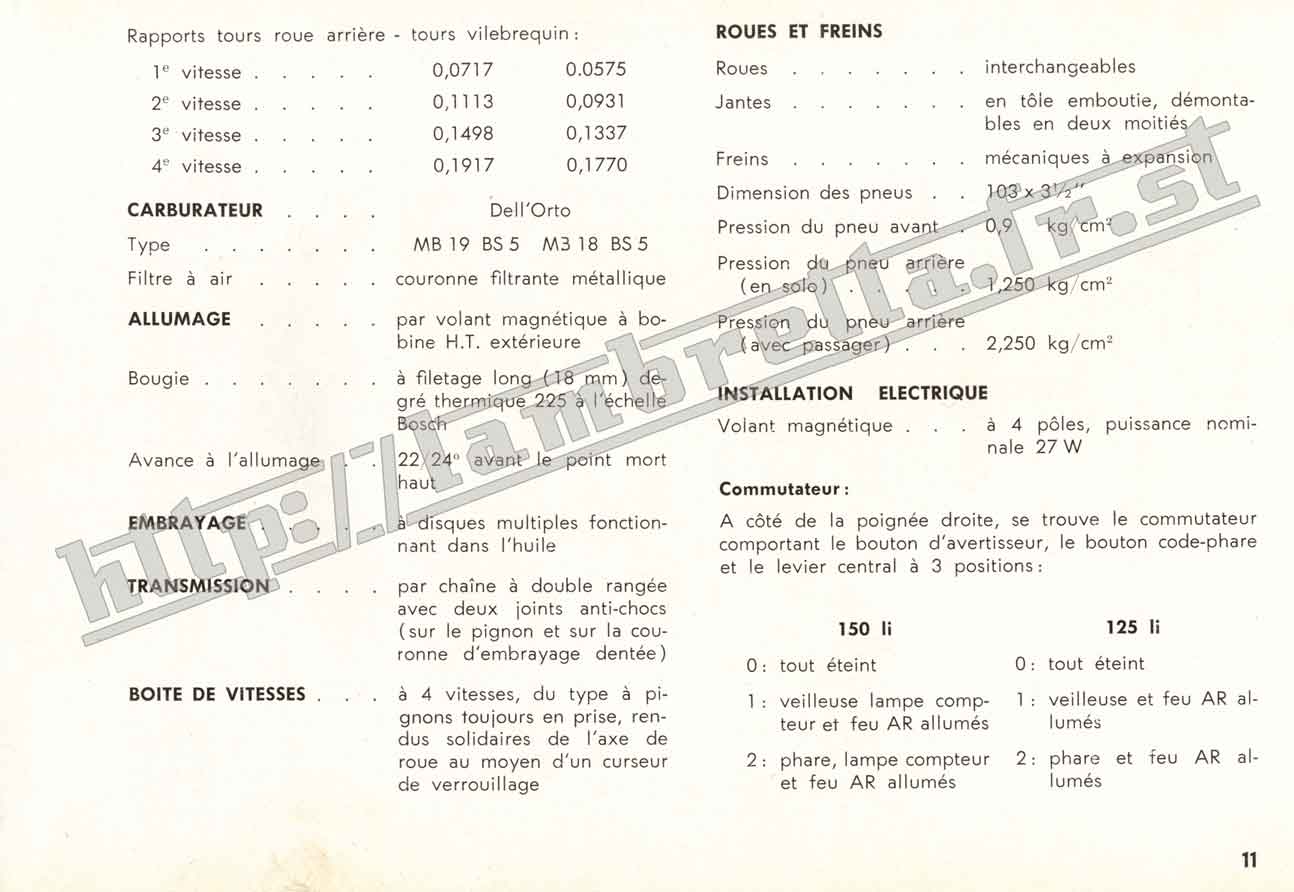 Rapports tours roue arrière - tours vilebrequin :
1e vitesse . . . . . 0,0717 0.0575
2e vitesse . . . . . 0,1113 0,0931
3e vitesse . . . . . 0,1498 0,1337
4e vitesse . . . . . 0,1917 0,1770
CARBURATEUR . . . . Dell'Orto
Type . . . . . . . MB 19 BS 5 MB 18 BS 5
Filtre à air . . . . . couronne filtrante métallique
ALLUMAGE . . . . . par volant magnétique à bo-
bine H.T. extérieure
Bougie . . . . . . . à filetage long (18 mm) de-
gré thermique 225 à l'échelle
Bosch
Avance à l'allumage . . 22/24° avant le point mort
haut
EMBRAYAGE . . . . . à disques multiples fonction-
nant dans l'huile
TRANSMISSION . . . . par chaîne à double rangée
avec deux joints anti-chocs
(sur le pignon et sur la cou-
ronne d'embrayage dentée)
BOITE DE VITESSES . . . à 4 vitesses, du type à pi-
gnons toujours en prise, ren-
dus solidaires de l'axe de
roue au moyen d'un curseur
de verrouillage
ROUES ET FREINS
Roues . . . . . . . interchangeables
Jantes . . . . . . . en tôle emboutie, démonta-
bles en deux moitiés
Freins . . . . . . . mécaniques à expansion
Dimension des pneus . . 103 x 3½"
Pression du pneu avant . 0,9 kg/cm²
Pression du pneu arrière
(en solo) . . . . . 1,250 kg/cm²
Pression du pneu arrière
(avec passager) . . . 2,250 kg/cm²
INSTALLATION ELECTRIQUE
Volant magnétique . . . à 4 pôles, puissance nomi-
nale 27 W
Commutateur :
A côté de la poignée droite, se trouve le commutateur
comportant le bouton d'avertisseur, le bouton code-phare
et le levier central à 3 positions :
150 li
0 : tout éteint
1 : veilleuse lampe comp-
teur et feu AR allumés
2 : phare, lampe compteur
et feu AR allumés
125 li
0 : tout éteint
1 : veilleuse et feu AR al-
lumés
2 : phare et feu AR al-
lumés
11
http://lambretta.fr.st